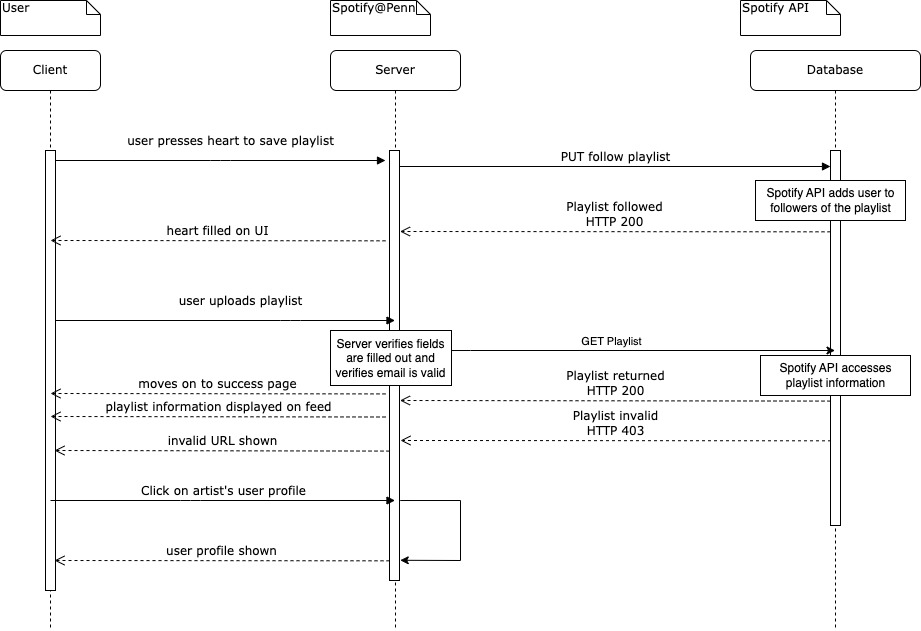 User
Spotify@Penn
Spotify API
Client
Server
Database
user presses heart to save playlist
PUT follow playlist
Spotify API adds user to
followers of the playlist
Playlist followed
HTTP 200
heart filled on UI
user uploads playlist
Server verifies fields
are filled out and
verifies email is valid
GET Playlist
Spotify API accesses
playlist information
Playlist returned
HTTP 200
moves on to success page
playlist information displayed on feed
Playlist invalid
HTTP 403
invalid URL shown
Click on artist's user profile
user profile shown